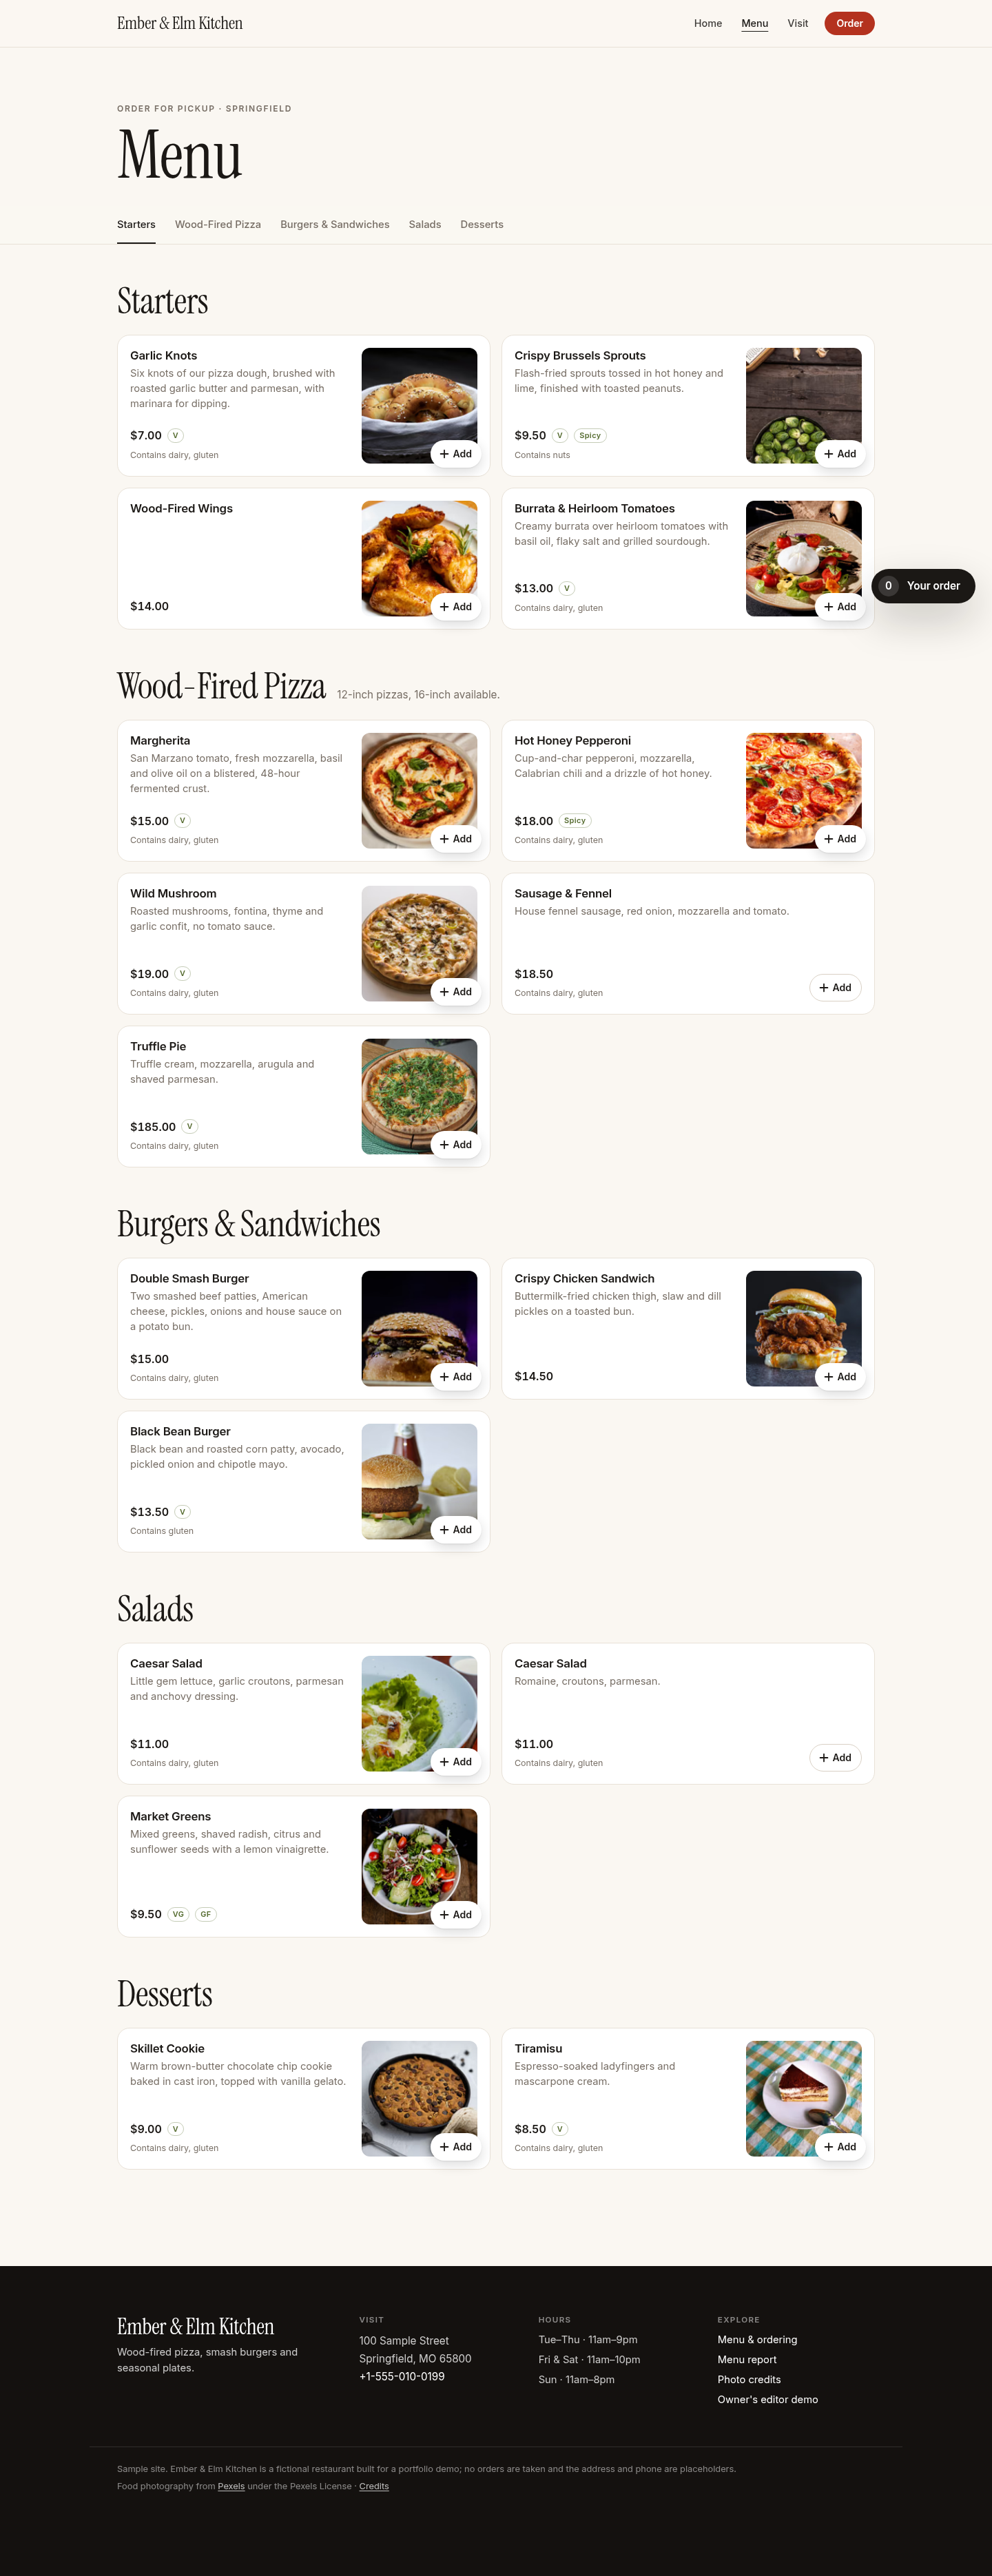 Ember & Elm Kitchen
Home Menu Visit Order
ORDER FOR PICKUP · SPRINGFIELD
Menu
Starters Wood-Fired Pizza Burgers & Sandwiches Salads Desserts
Starters
Garlic Knots
Six knots of our pizza dough, brushed with
roasted garlic butter and parmesan, with
marinara for dipping.
$7.00 V
Contains dairy, gluten
+ Add
Crispy Brussels Sprouts
Flash-fried sprouts tossed in hot honey and
lime, finished with toasted peanuts.
$9.50 V Spicy
Contains nuts
+ Add
Wood-Fired Wings
$14.00
+ Add
Burrata & Heirloom Tomatoes
Creamy burrata over heirloom tomatoes with
basil oil, flaky salt and grilled sourdough.
$13.00 V
Contains dairy, gluten
+ Add
0 Your order
Wood-Fired Pizza 12-inch pizzas, 16-inch available.
Margherita
San Marzano tomato, fresh mozzarella, basil
and olive oil on a blistered, 48-hour
fermented crust.
$15.00 V
Contains dairy, gluten
+ Add
Hot Honey Pepperoni
Cup-and-char pepperoni, mozzarella,
Calabrian chili and a drizzle of hot honey.
$18.00 Spicy
Contains dairy, gluten
+ Add
Wild Mushroom
Roasted mushrooms, fontina, thyme and
garlic confit, no tomato sauce.
$19.00 V
Contains dairy, gluten
+ Add
Sausage & Fennel
House fennel sausage, red onion, mozzarella and tomato.
$18.50
Contains dairy, gluten
+ Add
Truffle Pie
Truffle cream, mozzarella, arugula and
shaved parmesan.
$185.00 V
Contains dairy, gluten
+ Add
Burgers & Sandwiches
Double Smash Burger
Two smashed beef patties, American
cheese, pickles, onions and house sauce on
a potato bun.
$15.00
Contains dairy, gluten
+ Add
Crispy Chicken Sandwich
Buttermilk-fried chicken thigh, slaw and dill
pickles on a toasted bun.
$14.50
+ Add
Black Bean Burger
Black bean and roasted corn patty, avocado,
pickled onion and chipotle mayo.
$13.50 V
Contains gluten
+ Add
Salads
Caesar Salad
Little gem lettuce, garlic croutons, parmesan
and anchovy dressing.
$11.00
Contains dairy, gluten
+ Add
Caesar Salad
Romaine, croutons, parmesan.
$11.00
Contains dairy, gluten
+ Add
Market Greens
Mixed greens, shaved radish, citrus and
sunflower seeds with a lemon vinaigrette.
$9.50 VG GF
+ Add
Desserts
Skillet Cookie
Warm brown-butter chocolate chip cookie
baked in cast iron, topped with vanilla gelato.
$9.00 V
Contains dairy, gluten
+ Add
Tiramisu
Espresso-soaked ladyfingers and
mascarpone cream.
$8.50 V
Contains dairy, gluten
+ Add
Ember & Elm Kitchen
Wood-fired pizza, smash burgers and
seasonal plates.
VISIT
100 Sample Street
Springfield, MO 65800
+1-555-010-0199
HOURS
Tue–Thu · 11am–9pm
Fri & Sat · 11am–10pm
Sun · 11am–8pm
EXPLORE
Menu & ordering
Menu report
Photo credits
Owner's editor demo
Sample site. Ember & Elm Kitchen is a fictional restaurant built for a portfolio demo; no orders are taken and the address and phone are placeholders.
Food photography from Pexels under the Pexels License · Credits